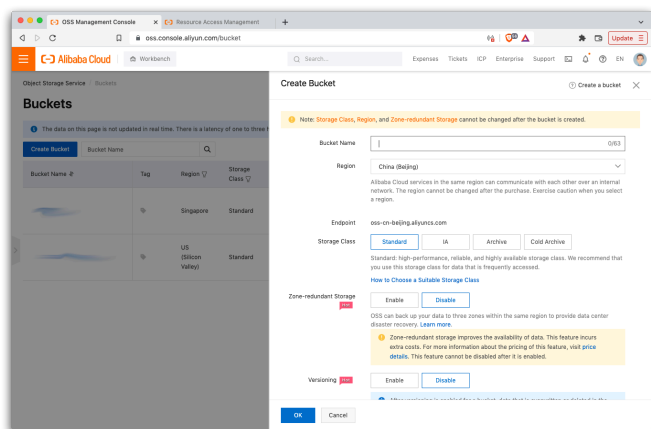 OSS Management Console
Resource Access Management
oss.console.aliyun.com/bucket
Update
Alibaba Cloud
Workbench
Search...
Expenses Tickets ICP Enterprise Support
EN
Object Storage Service
Buckets
Buckets
The data on this page is not updated in real time. There is a latency of one to three
Create Bucket
Bucket Name
Bucket Name
Tag
Region
Storage
Class
Singapore
Standard
US
(Silicon
Valley)
Standard
Create Bucket
Create a bucket
Note: Storage Class, Region, and Zone-redundant Storage cannot be changed after the bucket is created.
Bucket Name
0/63
Region
China (Beijing)
Alibaba Cloud services in the same region can communicate with each other over an internal
network. The region cannot be changed after the purchase. Exercise caution when you select
a region.
Endpoint
oss-cn-beijing.aliyuncs.com
Storage Class
Standard
IA
Archive
Cold Archive
Standard: high-performance, reliable, and highly available storage class. We recommend that
you use this storage class for data that is frequently accessed.
How to Choose a Suitable Storage Class
Zone-redundant Storage
Hot
Enable
Disable
OSS can back up your data to three zones within the same region to provide data center
disaster recovery. Learn more.
Zone-redundant storage improves the availability of data. This feature incurs
extra costs. For more information about the pricing of this feature, visit price
details. This feature cannot be disabled after it is enabled.
Versioning
Hot
Enable
Disable
OK
Cancel